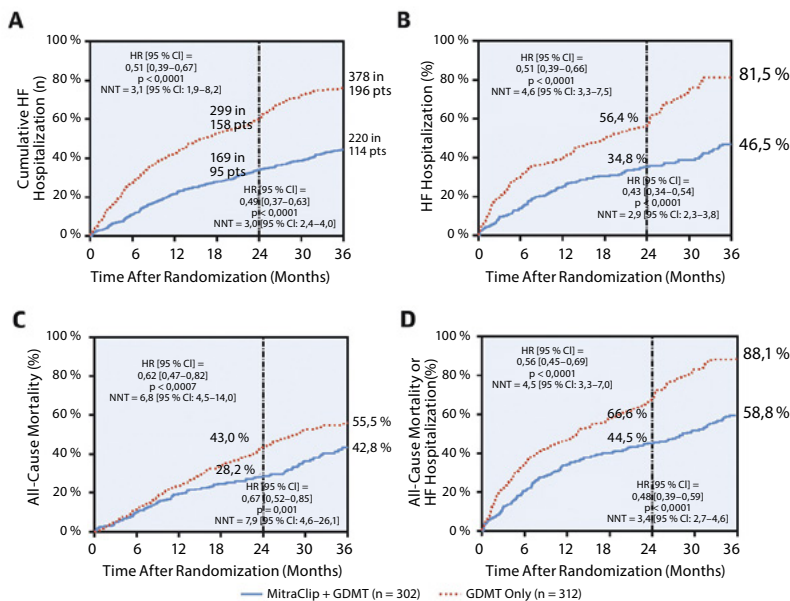 A
100 %
80 %
60 %
40 %
20 %
0 %
Cumulative HF
Hospitalization (n)
HR [95 % CI] =
0,51 [0,39–0,67]
p < 0,0001
NNT = 3,1 [95 % CI: 1,9–8,2]
299 in
158 pts
378 in
196 pts
169 in
95 pts
220 in
114 pts
HR [95 % CI] =
0,49 [0,37–0,63]
p < 0,0001
NNT = 3,0 [95 % CI: 2,4–4,0]
0 6 12 18 24 30 36
Time After Randomization (Months)
B
100 %
80 %
60 %
40 %
20 %
0 %
HF Hospitalization (%)
HR [95 % CI] =
0,51 [0,39–0,66]
p < 0,0001
NNT = 4,6 [95 % CI: 3,3–7,5]
56,4 %
81,5 %
34,8 %
46,5 %
HR [95 % CI] =
0,43 [0,34–0,54]
p < 0,0001
NNT = 2,9 [95 % CI: 2,3–3,8]
0 6 12 18 24 30 36
Time After Randomization (Months)
C
100 %
80 %
60 %
40 %
20 %
0 %
All-Cause Mortality (%)
HR [95 % CI] =
0,62 [0,47–0,82]
p < 0,0007
NNT = 6,8 [95 % CI: 4,5–14,0]
43,0 %
55,5 %
28,2 %
42,8 %
HR [95 % CI] =
0,67 [0,52–0,85]
p = 0,001
NNT = 7,9 [95 % CI: 4,6–26,1]
0 6 12 18 24 30 36
Time After Randomization (Months)
D
100 %
80 %
60 %
40 %
20 %
0 %
All-Cause Mortality or
HF Hospitalization(%)
HR [95 % CI] =
0,56 [0,45–0,69]
p < 0,0001
NNT = 4,5 [95 % CI: 3,3–7,0]
66,6 %
88,1 %
44,5 %
58,8 %
HR [95 % CI] =
0,48 [0,39–0,59]
p < 0,0001
NNT = 3,4 [95 % CI: 2,7–4,6]
0 6 12 18 24 30 36
Time After Randomization (Months)
MitraClip + GDMT (n = 302) GDMT Only (n = 312)